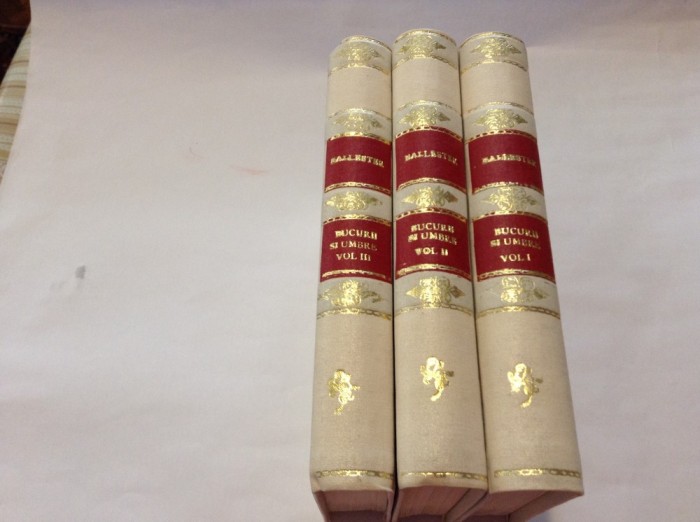 BALLESTER
BUCURII
SI UMBRE
VOL III
BALLESTER
BUCURII
SI UMBRE
VOL II
BALLESTER
BUCURII
SI UMBRE
VOL I